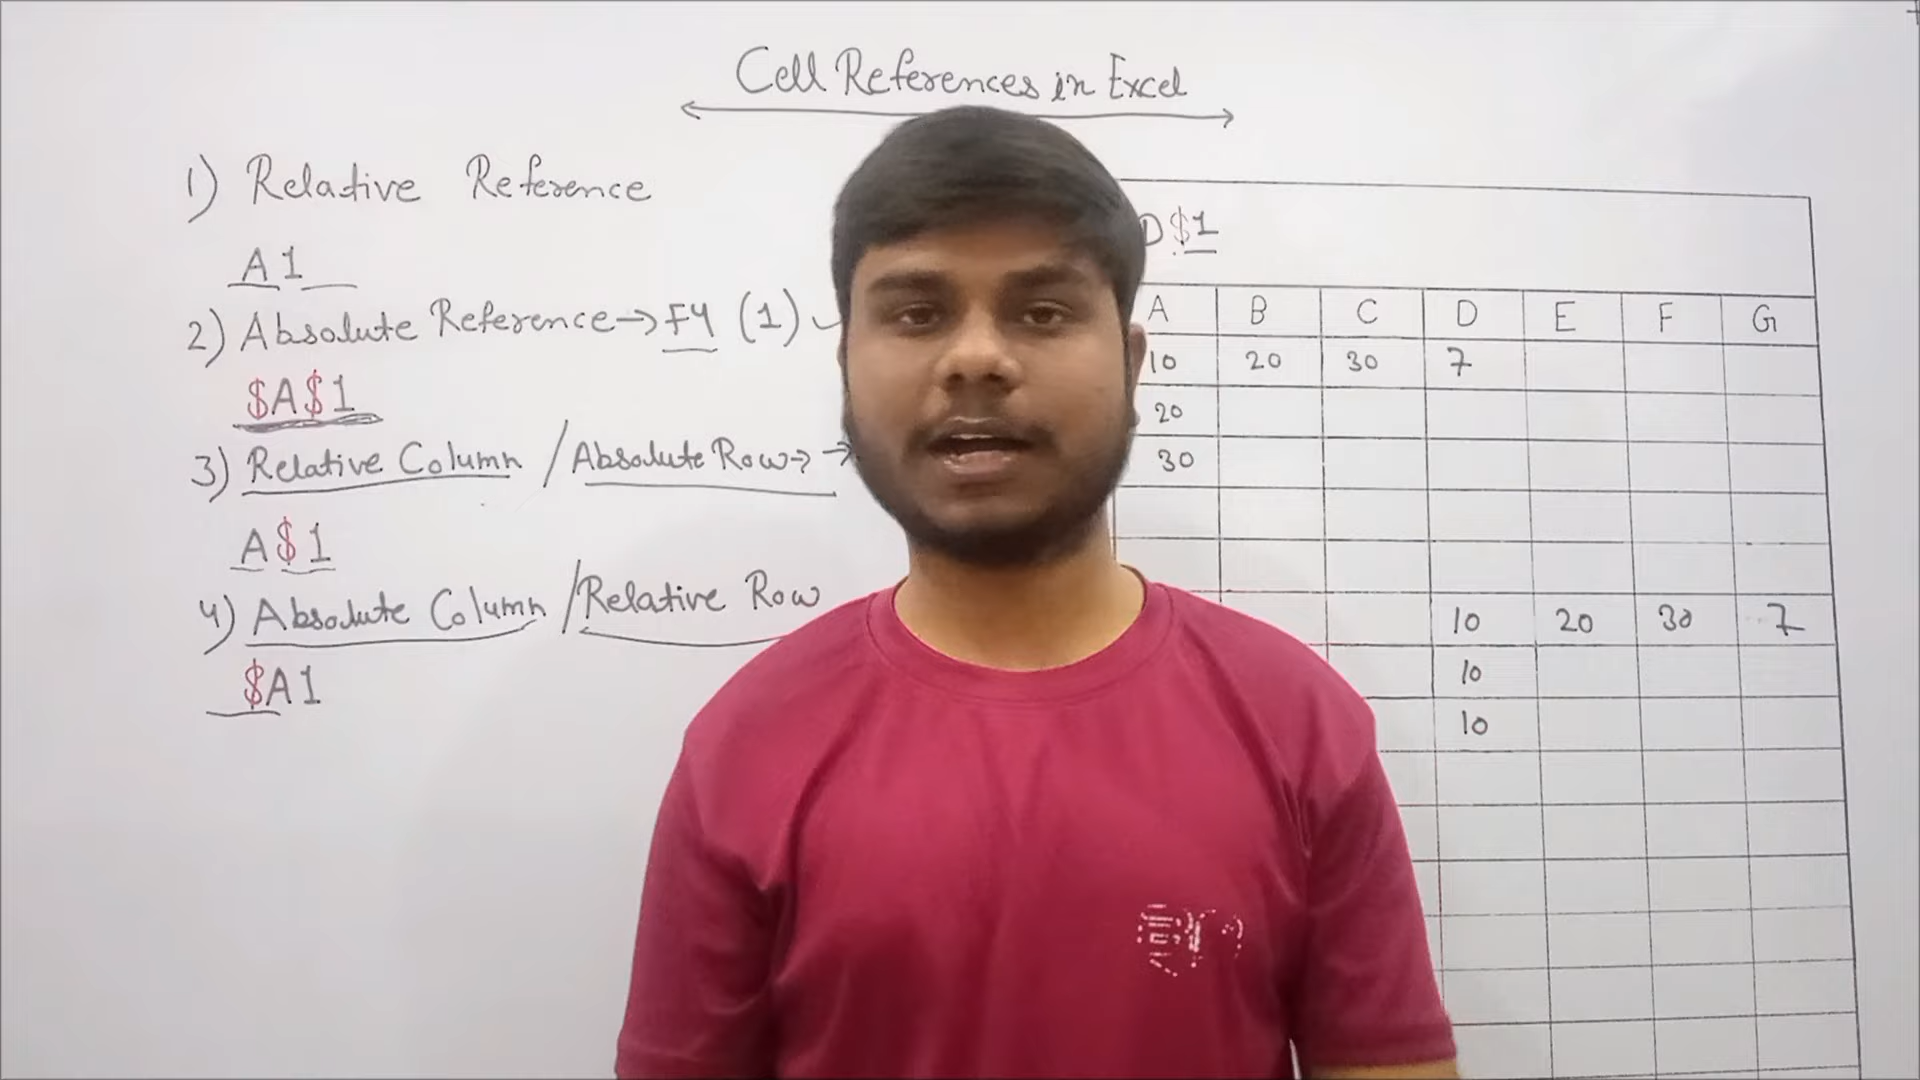 Cell References in Excel
1) Relative Reference
A1
2) Absolute Reference→ F4 (1)
$A$1
3) Relative Column / Absolute Row→ →
A$1
4) Absolute Column / Relative Row
$A1
D$1
A B C D E F G
10 20 30 7
20
30
10 20 30 7
10
10